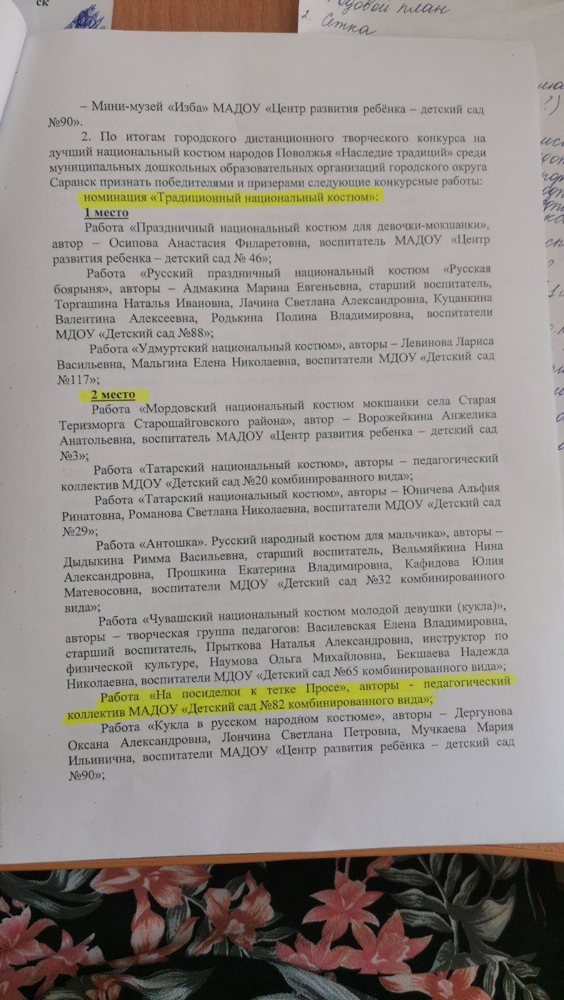 ск
одовой план
2. Сетка
– Мини-музей «Изба» МАДОУ «Центр развития ребёнка – детский сад
№90».
2. По итогам городского дистанционного творческого конкурса на
лучший национальный костюм народов Поволжья «Наследие традиций» среди
муниципальных дошкольных образовательных организаций городского округа
Саранск признать победителями и призерами следующие конкурсные работы:
номинация «Традиционный национальный костюм»:
1 место
Работа «Праздничный национальный костюм для девочки-мокшанки»,
автор – Осипова Анастасия Филаретовна, воспитатель МАДОУ «Центр
развития ребенка – детский сад № 46»;
Работа «Русский праздничный национальный костюм «Русская
боярыня», авторы – Адмакина Марина Евгеньевна, старший воспитатель,
Торгашина Наталья Ивановна, Лачина Светлана Александровна, Куцанкина
Валентина Алексеевна, Родькина Полина Владимировна, воспитатели
МДОУ «Детский сад №88»;
Работа «Удмуртский национальный костюм», авторы – Левинова Лариса
Васильевна, Мальгина Елена Николаевна, воспитатели МДОУ «Детский сад
№117»;
2 место
Работа «Мордовский национальный костюм мокшанки села Старая
Теризморга Старошайговского района», автор – Ворожейкина Анжелика
Анатольевна, воспитатель МАДОУ «Центр развития ребенка – детский сад
№3»;
Работа «Татарский национальный костюм», авторы – педагогический
коллектив МДОУ «Детский сад №20 комбинированного вида»;
Работа «Татарский национальный костюм», авторы – Юничева Альфия
Ринатовна, Романова Светлана Николаевна, воспитатели МДОУ «Детский сад
№29»;
Работа «Антошка». Русский народный костюм для мальчика», авторы –
Дыдыкина Римма Васильевна, старший воспитатель, Вельмяйкина Нина
Александровна, Прошкина Екатерина Владимировна, Кафидова Юлия
Матевосовна, воспитатели МДОУ «Детский сад №32 комбинированного
вида»;
Работа «Чувашский национальный костюм молодой девушки (кукла)»,
авторы – творческая группа педагогов: Василевская Елена Владимировна,
старший воспитатель, Прыткова Наталья Александровна, инструктор по
физической культуре, Наумова Ольга Михайловна, Бекшаева Надежда
Николаевна, воспитатели МДОУ «Детский сад №65 комбинированного вида»;
Работа «На посиделки к тетке Просе», авторы - педагогический
коллектив МАДОУ «Детский сад №82 комбинированного вида»;
Работа «Кукла в русском народном костюме», авторы – Дергунова
Оксана Александровна, Лончина Светлана Петровна, Мучкаева Мария
Ильинична, воспитатели МАДОУ «Центр развития ребёнка – детский сад
№90»;